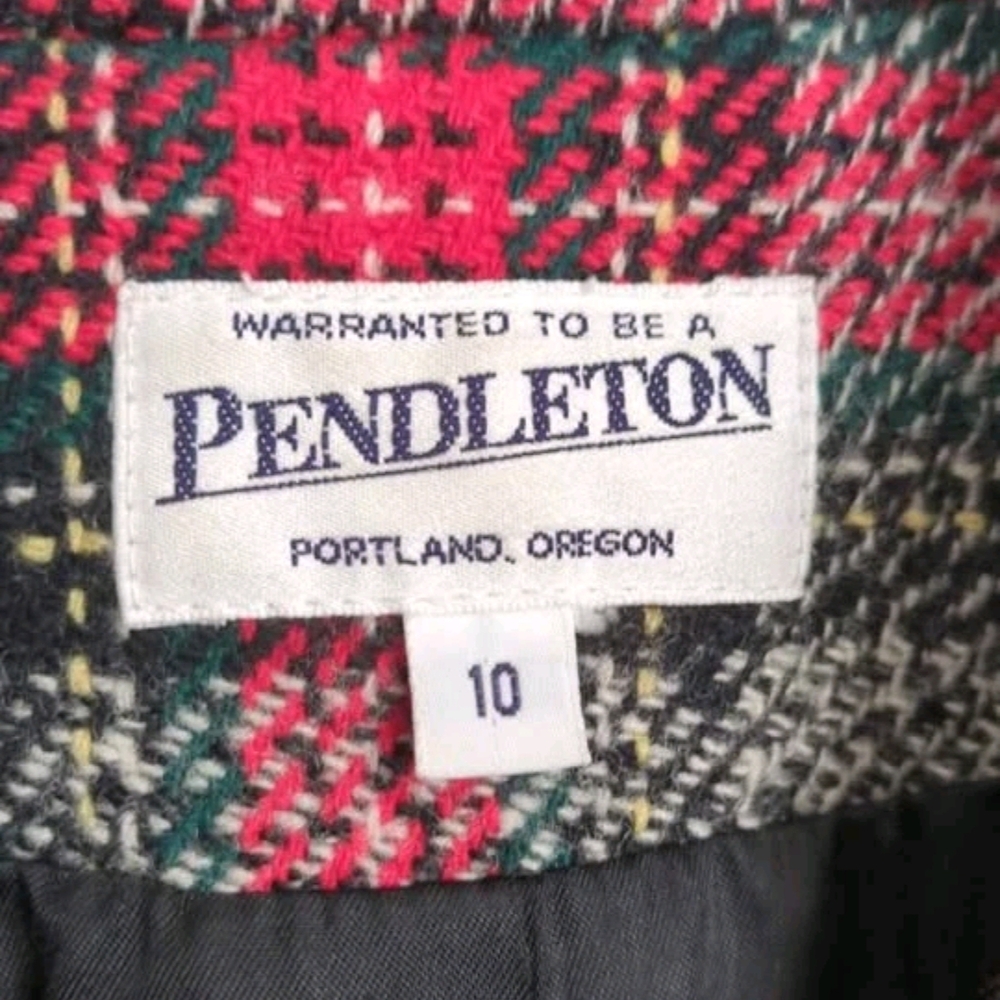 WARRANTED TO BE A
PENDLETON
PORTLAND, OREGON
10